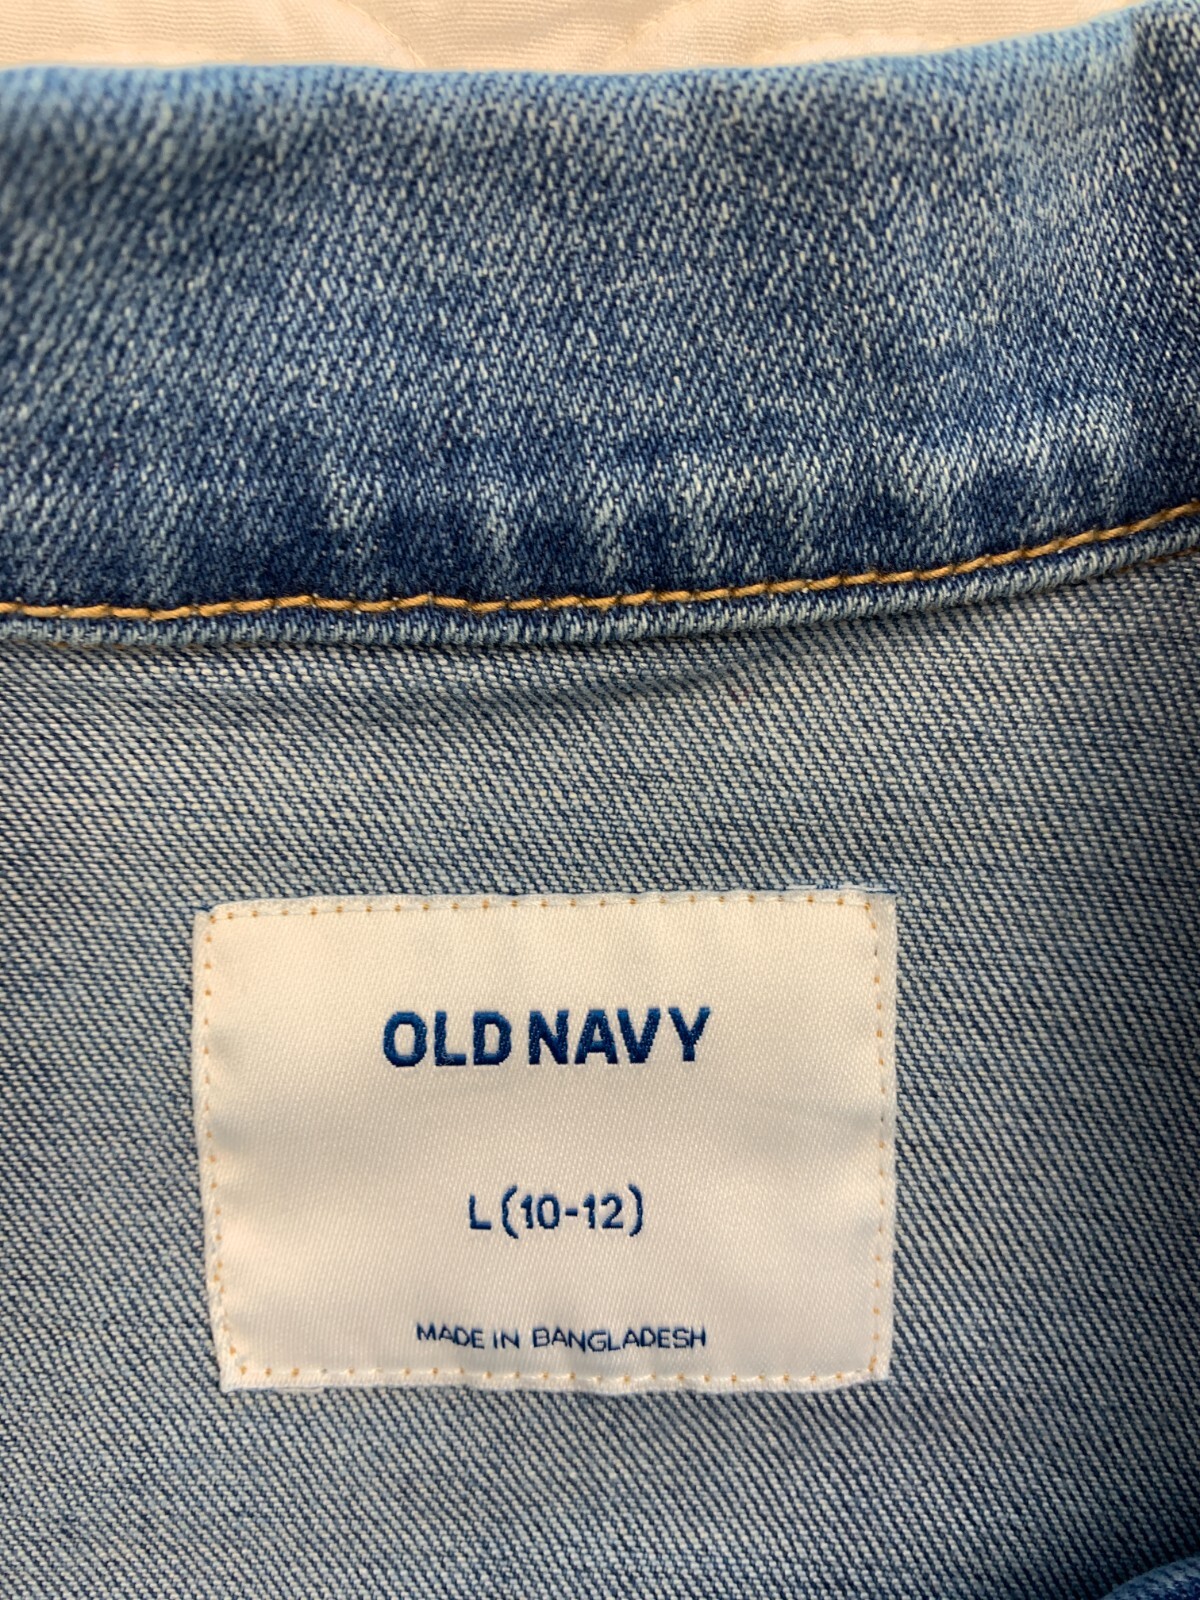 OLD NAVY
L (10-12)
MADE IN BANGLADESH